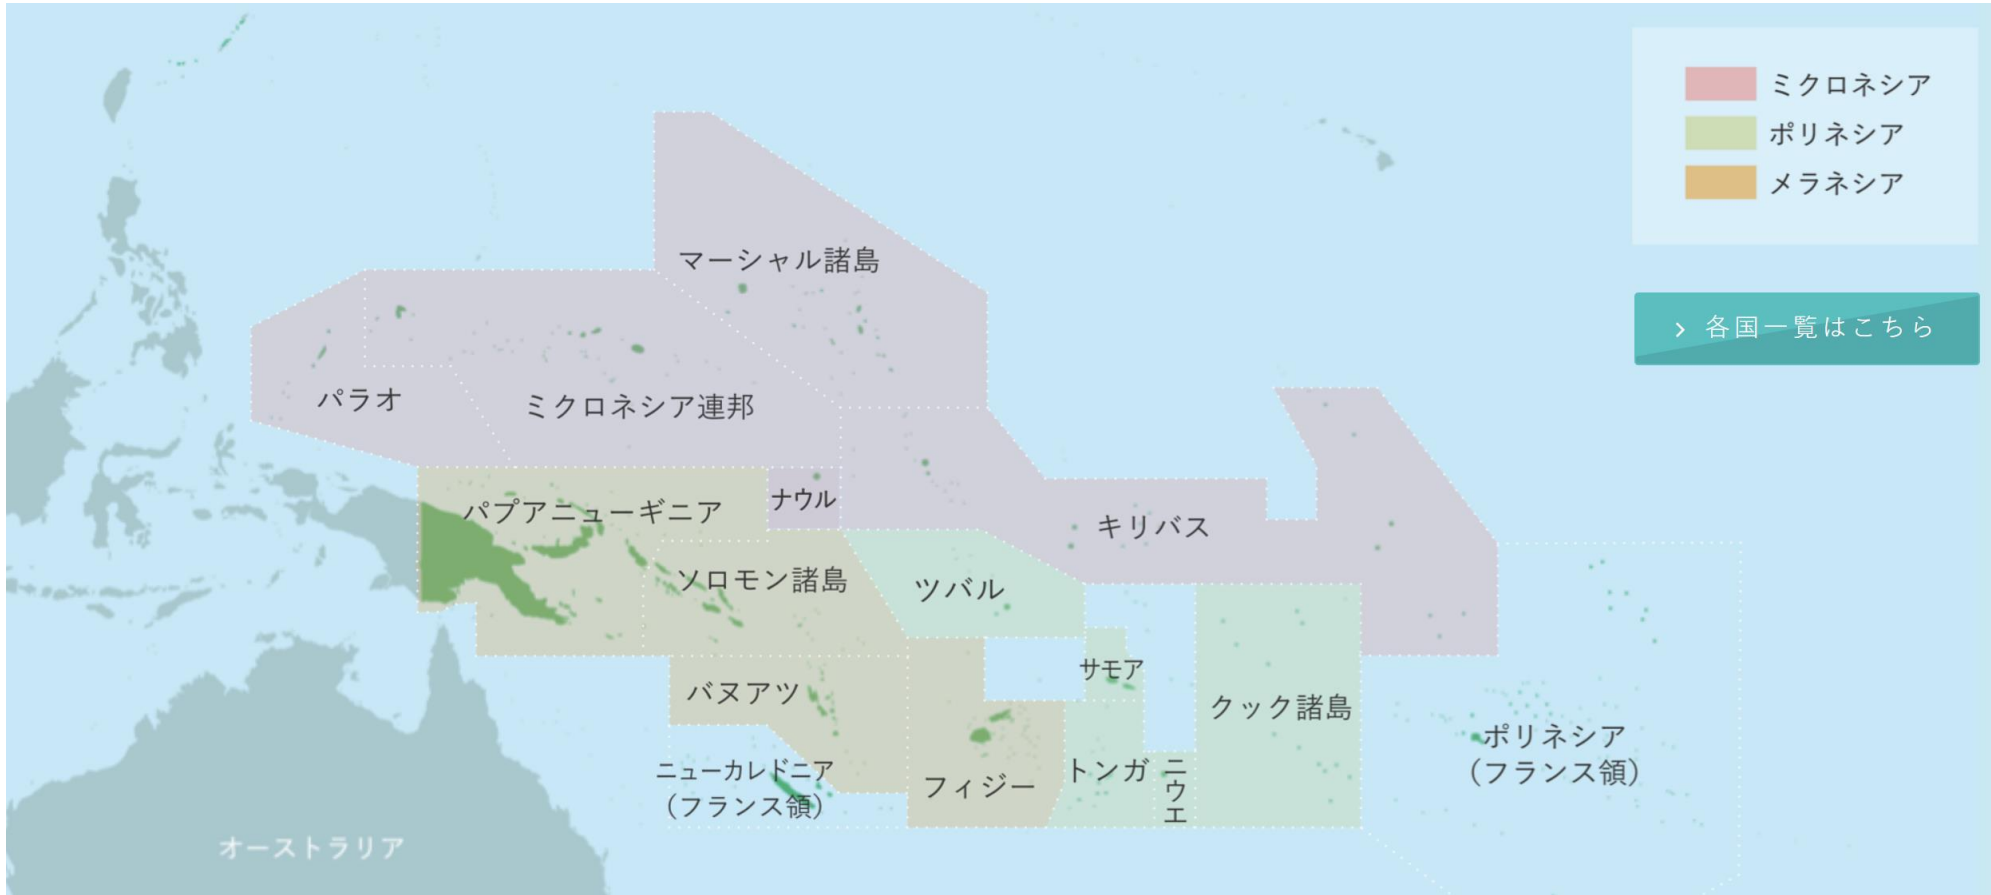 ミクロネシア
ポリネシア
メラネシア
各国一覧はこちら
マーシャル諸島
パラオ
ミクロネシア連邦
ナウル
パプアニューギニア
キリバス
ソロモン諸島
ツバル
サモア
バヌアツ
クック諸島
ポリネシア
（フランス領）
ニューカレドニア
（フランス領）
フィジー
トンガ
ニウエ
オーストラリア